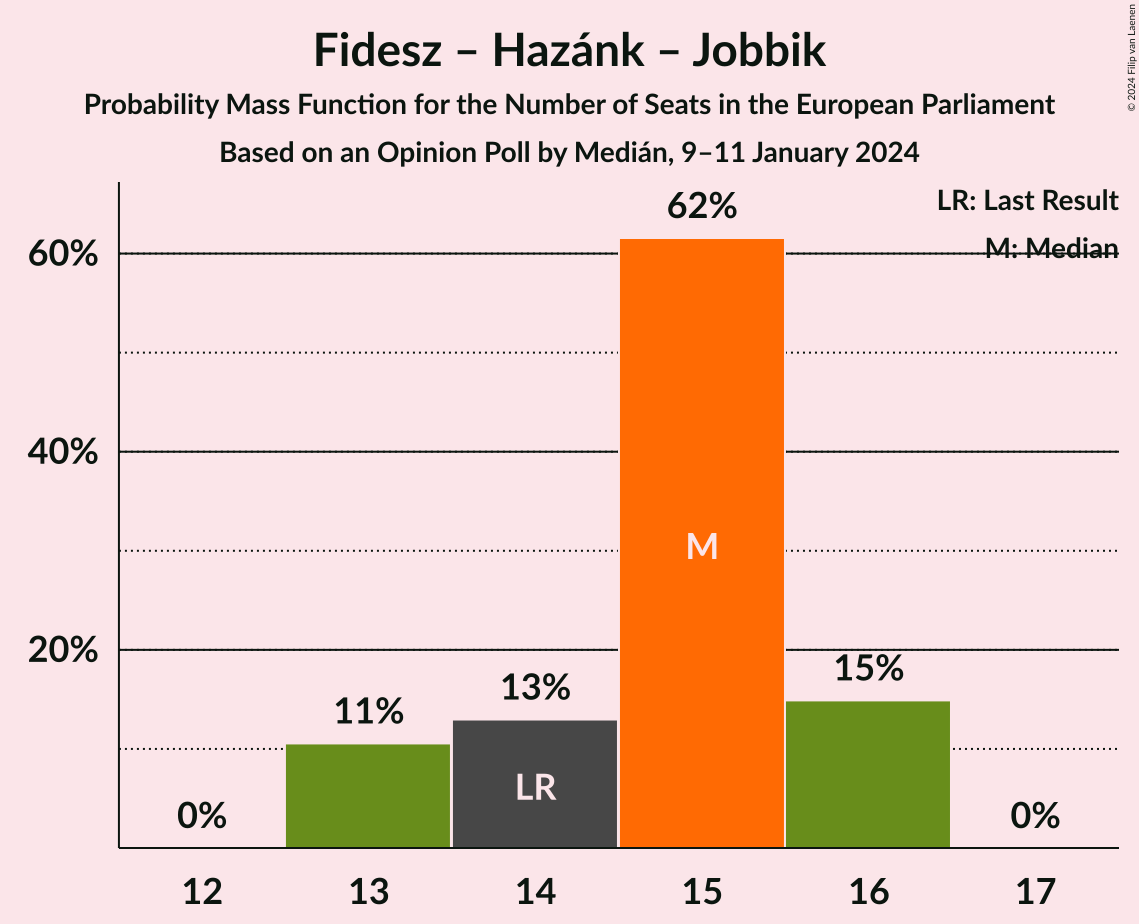 Fidesz – Hazánk – Jobbik
Probability Mass Function for the Number of Seats in the European Parliament
Based on an Opinion Poll by Medián, 9–11 January 2024
© 2024 Filip van Laenen
LR: Last Result
M: Median
60%
40%
20%
0%
11%
13%
62%
15%
0%
LR
M
12
13
14
15
16
17